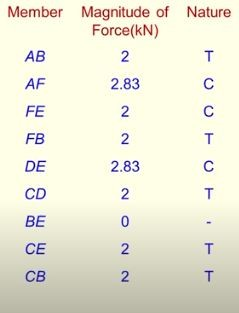 Member Magnitude of Nature
Force(kN)
AB 2 T
AF 2.83 C
FE 2 C
FB 2 T
DE 2.83 C
CD 2 T
BE 0 -
CE 2 T
CB 2 T